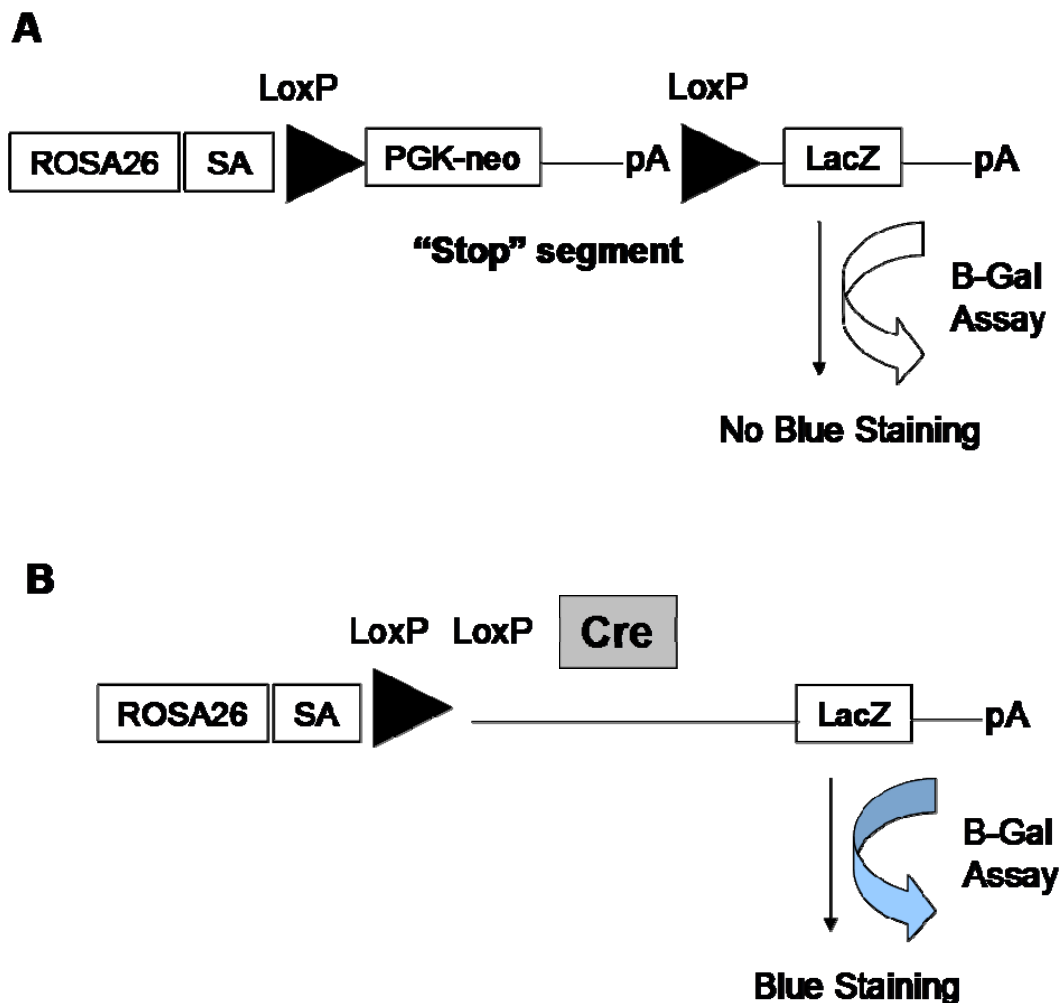 A
LoxP LoxP
ROSA26 SA PGK-neo pA LacZ pA
“Stop” segment
B-Gal
Assay
No Blue Staining
B
LoxP LoxP Cre
ROSA26 SA LacZ pA
B-Gal
Assay
Blue Staining